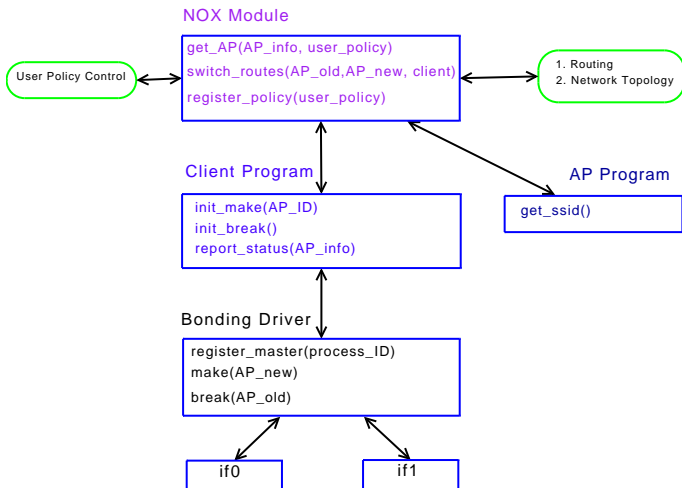 NOX Module
get_AP(AP_info, user_policy)
switch_routes(AP_old,AP_new, client)
register_policy(user_policy)
User Policy Control
1. Routing
2. Network Topology
Client Program
init_make(AP_ID)
init_break()
report_status(AP_info)
AP Program
get_ssid()
Bonding Driver
register_master(process_ID)
make(AP_new)
break(AP_old)
if0
if1